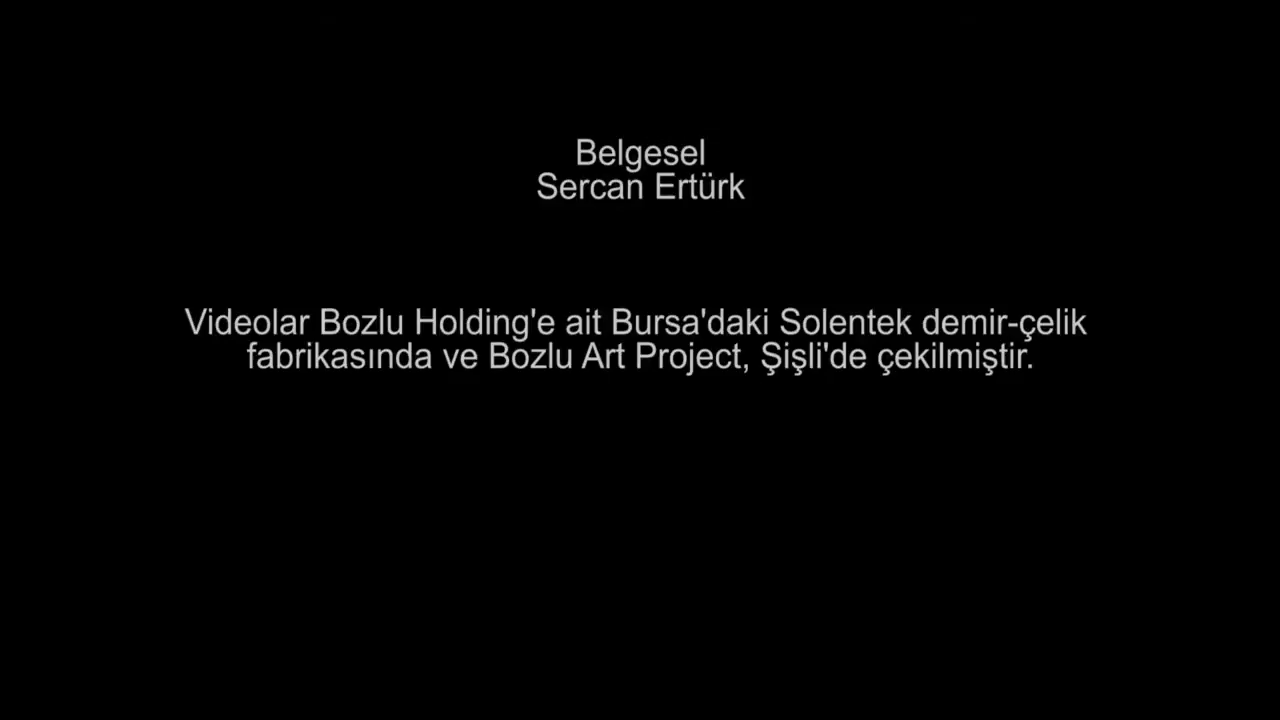 Belgesel
Sercan Ertürk
Videolar Bozlu Holding'e ait Bursa'daki Solentek demir-çelik
fabrikasında ve Bozlu Art Project, Şişli'de çekilmiştir.